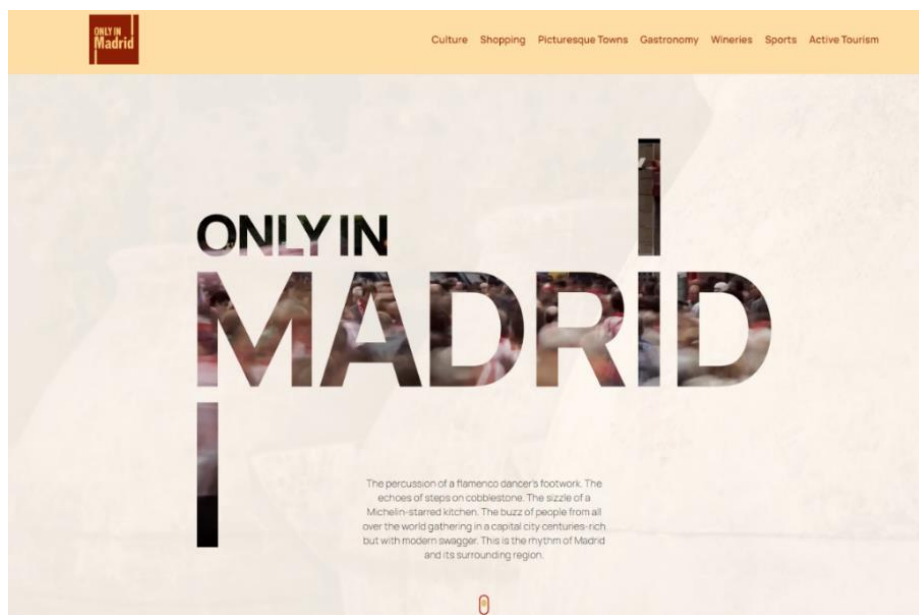 ONLY IN
Madrid
Culture Shopping Picturesque Towns Gastronomy Wineries Sports Active Tourism
ONLY IN
MADRID
The percussion of a flamenco dancer's footwork. The
echoes of steps on cobblestone. The sizzle of a
Michelin-starred kitchen. The buzz of people from all
over the world gathering in a capital city centuries-rich
but with modern swagger. This is the rhythm of Madrid
and its surrounding region.